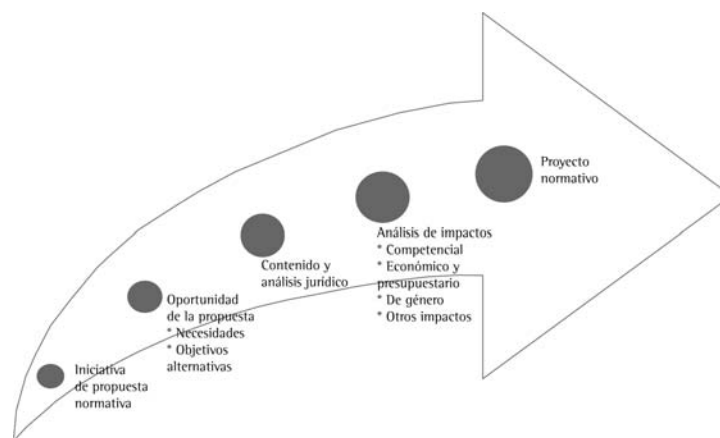 Iniciativa
de propuesta
normativa
Oportunidad
de la propuesta
* Necesidades
* Objetivos
alternativas
Contenido y
análisis jurídico
Análisis de impactos
* Competencial
* Económico y
presupuestario
* De género
* Otros impactos
Proyecto
normativo